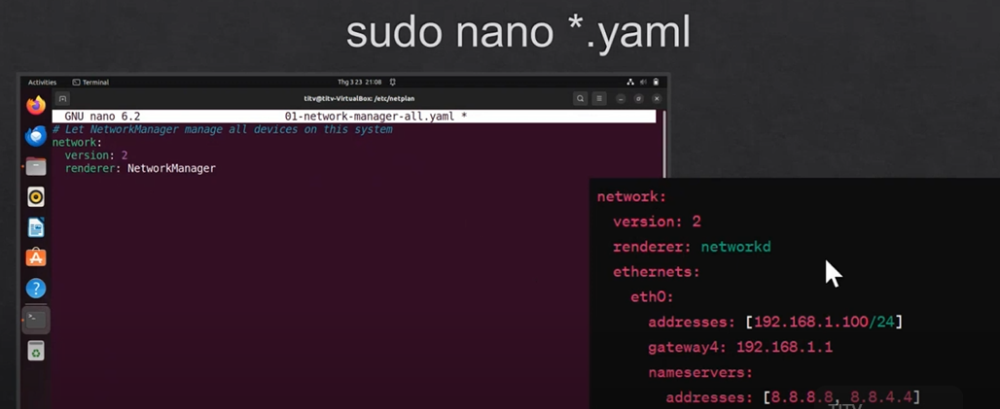 sudo nano *.yaml
Activities Terminal Thg 3 23 21:08
titv@titv-VirtualBox: /etc/netplan
GNU nano 6.2 01-network-manager-all.yaml *
# Let NetworkManager manage all devices on this system
network:
  version: 2
  renderer: NetworkManager
network:
  version: 2
  renderer: networkd
  ethernets:
    eth0:
      addresses: [192.168.1.100/24]
      gateway4: 192.168.1.1
      nameservers:
        addresses: [8.8.8.8, 8.8.4.4]